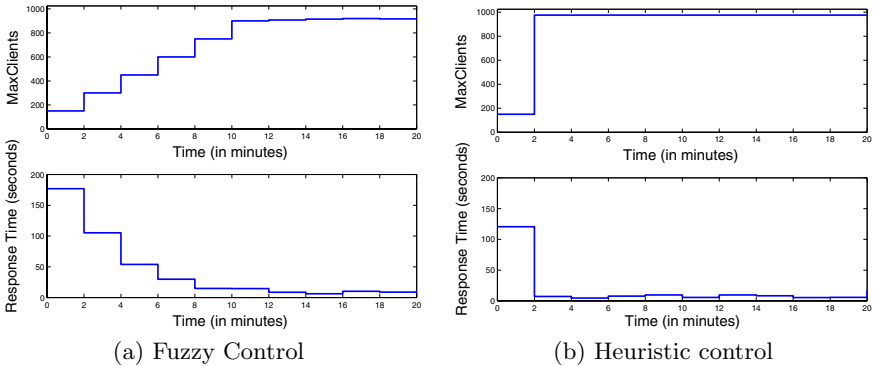 1000
800
600
400
200
0
MaxClients
0 2 4 6 8 10 12 14 16 18 20
Time (in minutes)
200
150
100
50
0
Response Time (seconds)
0 2 4 6 8 10 12 14 16 18 20
Time (in minutes)
(a) Fuzzy Control
1000
800
600
400
200
0
MaxClients
0 2 4 6 8 10 12 14 16 18 20
Time (in minutes)
200
150
100
50
0
Response Time (seconds)
0 2 4 6 8 10 12 14 16 18 20
Time (in minutes)
(b) Heuristic control